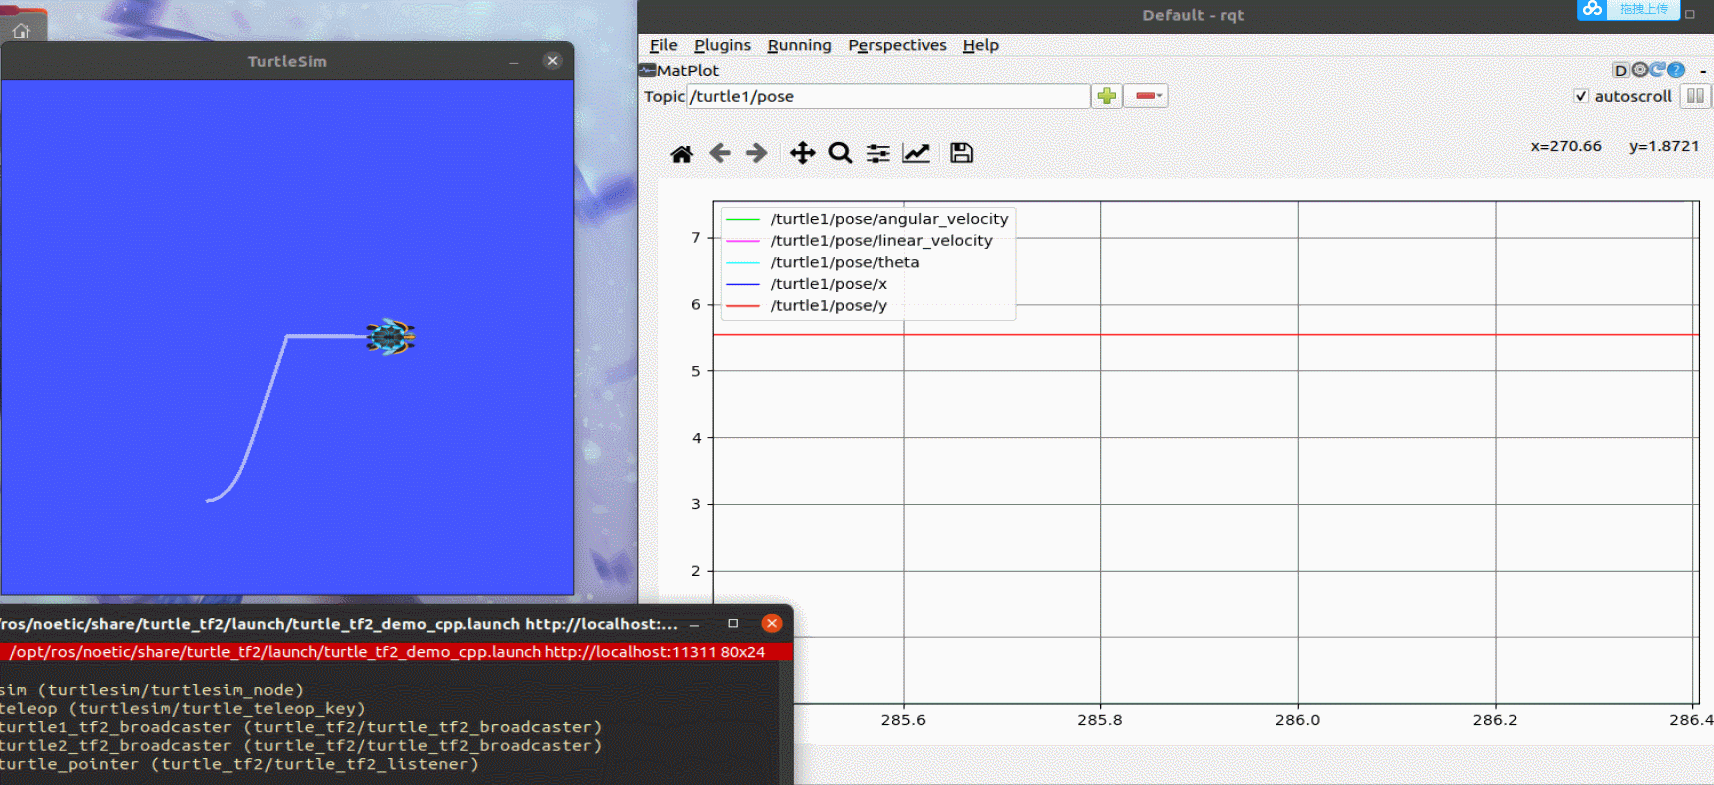 TurtleSim
Default - rqt
拖拽上传
File Plugins Running Perspectives Help
MatPlot
D
Topic /turtle1/pose
autoscroll
x=270.66 y=1.8721
/turtle1/pose/angular_velocity
/turtle1/pose/linear_velocity
/turtle1/pose/theta
/turtle1/pose/x
/turtle1/pose/y
7
6
5
4
3
2
285.6 285.8 286.0 286.2 286.4
/ros/noetic/share/turtle_tf2/launch/turtle_tf2_demo_cpp.launch http://localhost:...
/opt/ros/noetic/share/turtle_tf2/launch/turtle_tf2_demo_cpp.launch http://localhost:11311 80x24
sim (turtlesim/turtlesim_node)
teleop (turtlesim/turtle_teleop_key)
turtle1_tf2_broadcaster (turtle_tf2/turtle_tf2_broadcaster)
turtle2_tf2_broadcaster (turtle_tf2/turtle_tf2_broadcaster)
turtle_pointer (turtle_tf2/turtle_tf2_listener)